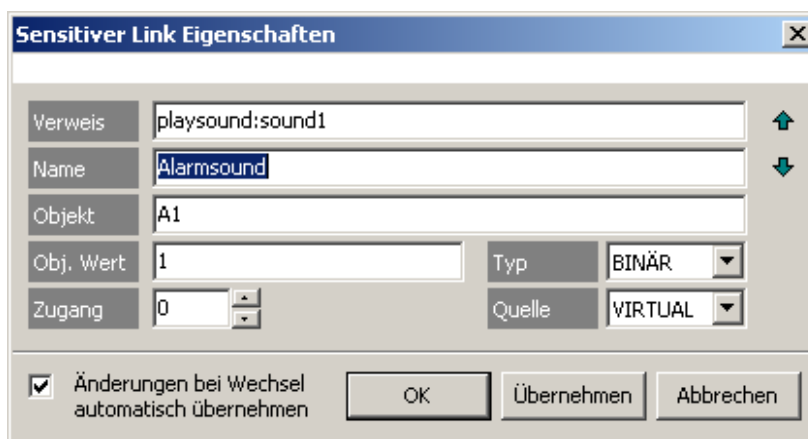 Sensitiver Link Eigenschaften
Verweis playsound:sound1
Name Alarmsound
Objekt A1
Obj. Wert 1 Typ BINÄR
Zugang 0 Quelle VIRTUAL
Änderungen bei Wechsel
automatisch übernehmen
OK Übernehmen Abbrechen